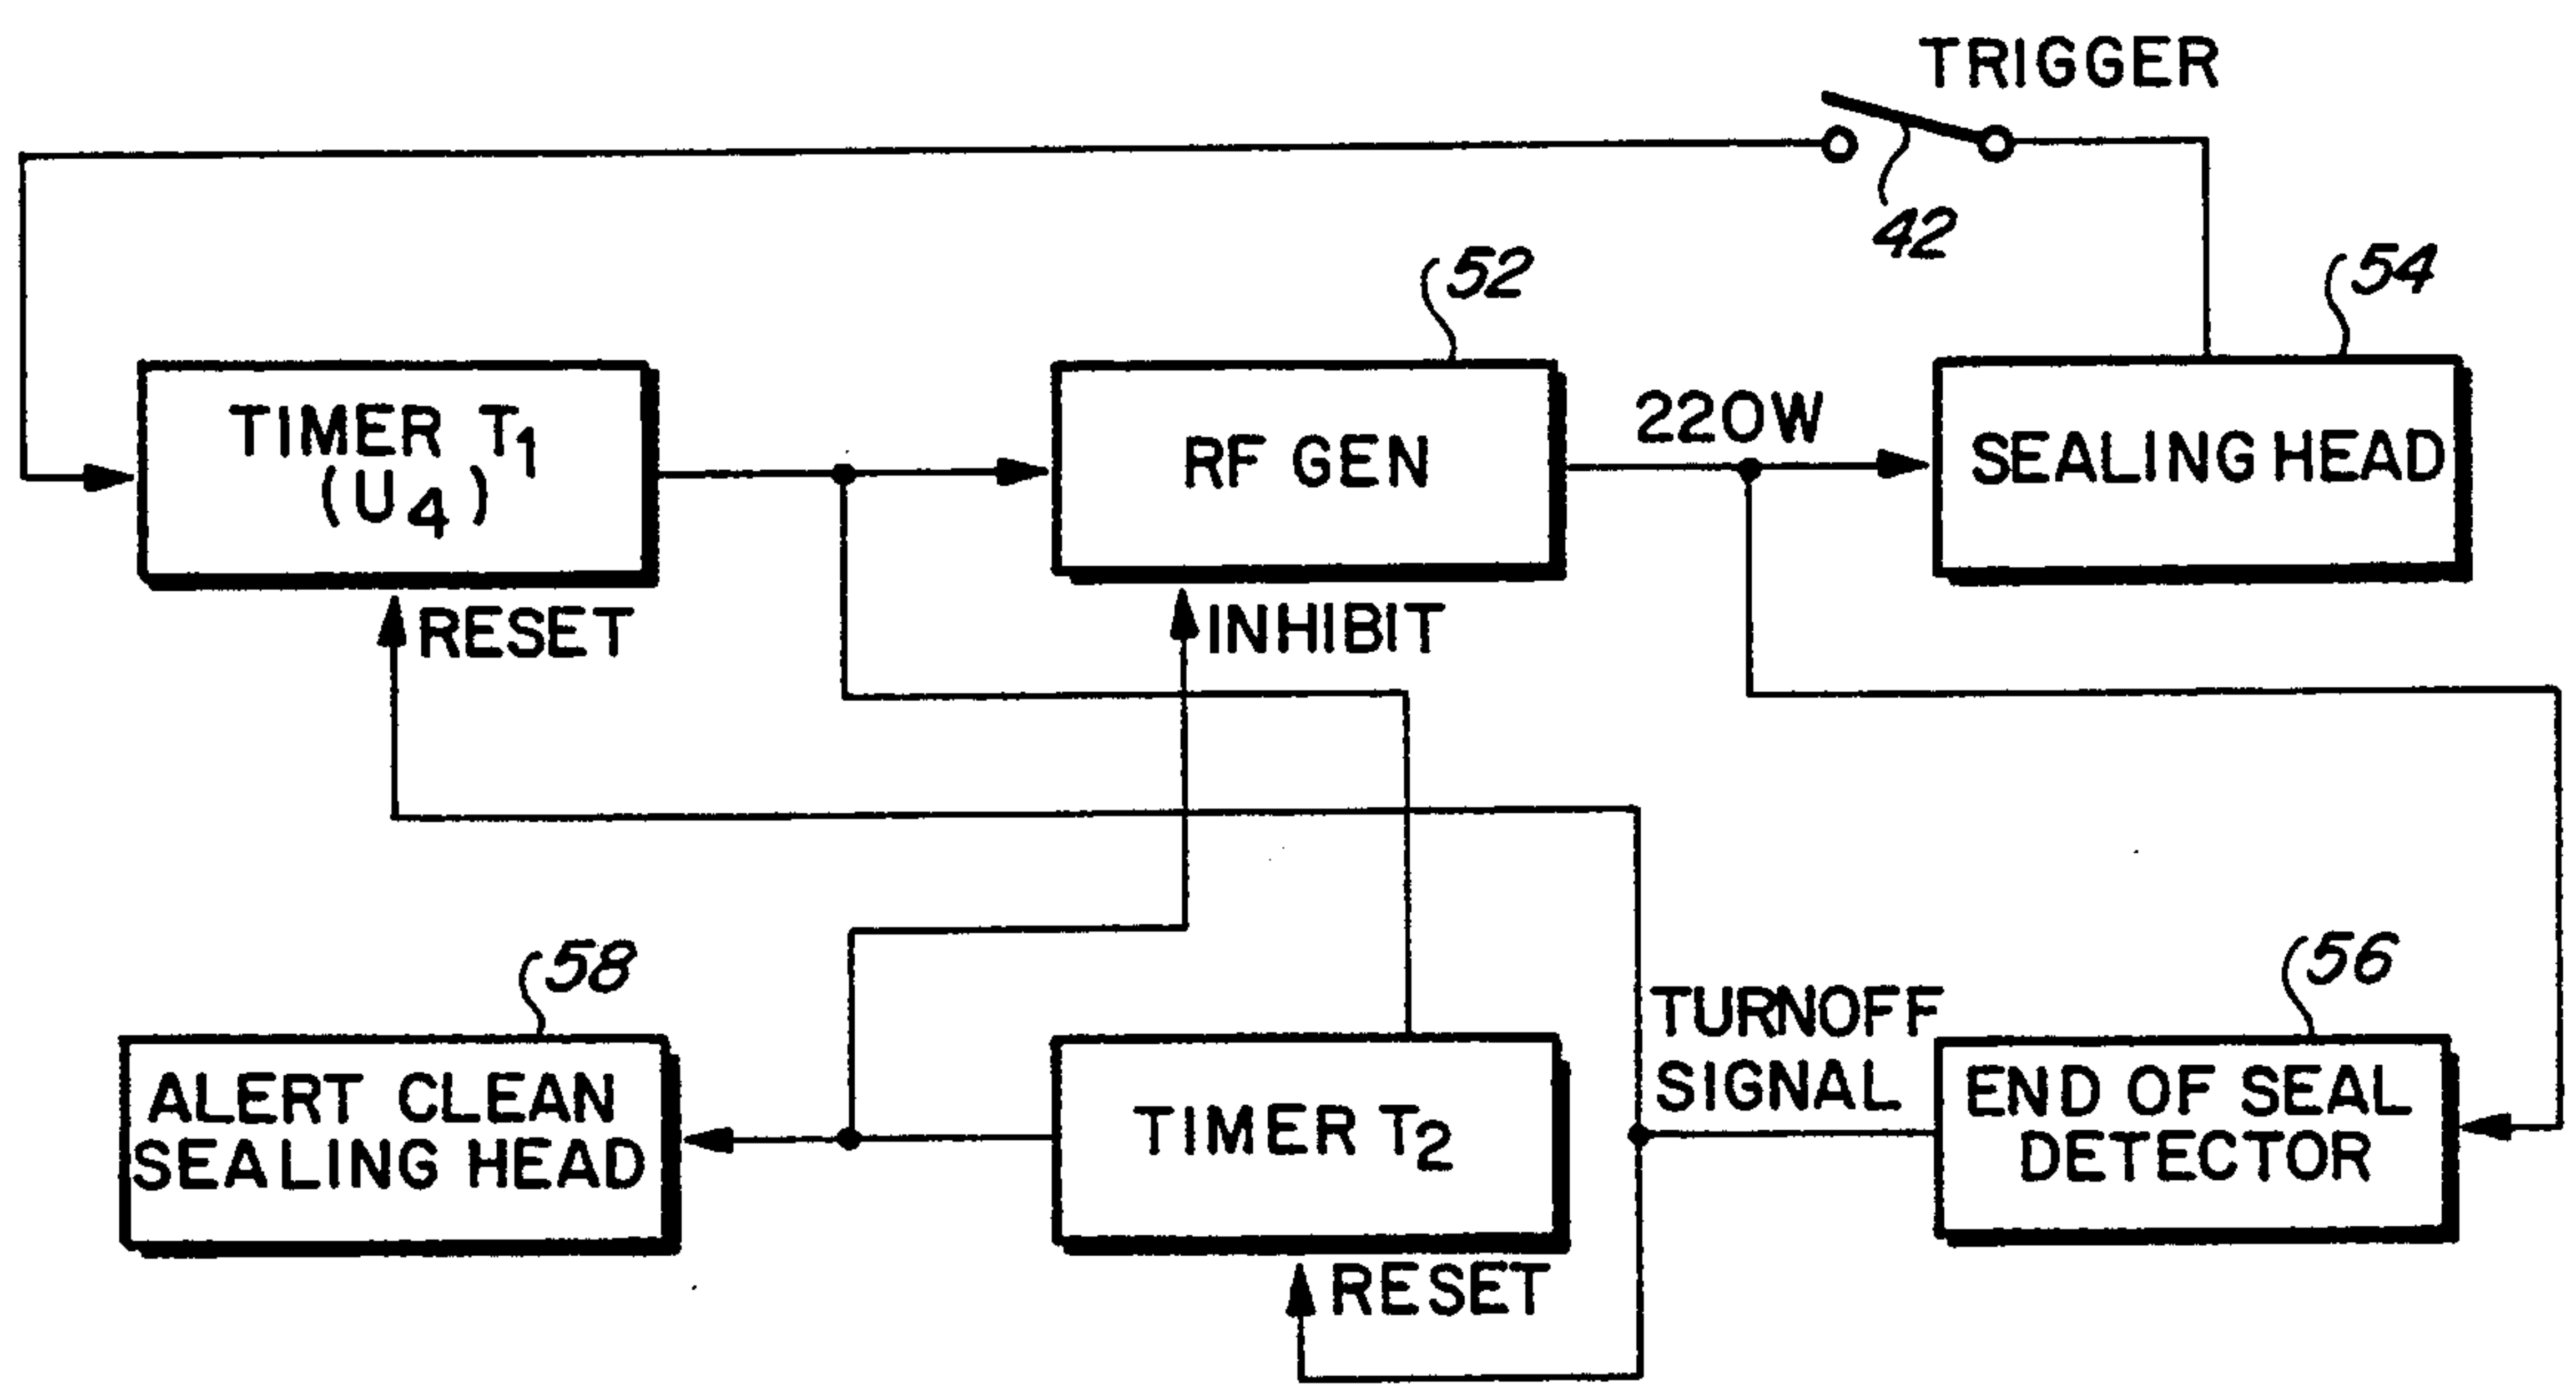 TRIGGER
42
52
54
TIMER T1
(U4)
RF GEN
220W
SEALING HEAD
RESET
INHIBIT
58
56
TURNOFF
SIGNAL
ALERT CLEAN
SEALING HEAD
TIMER T2
END OF SEAL
DETECTOR
RESET